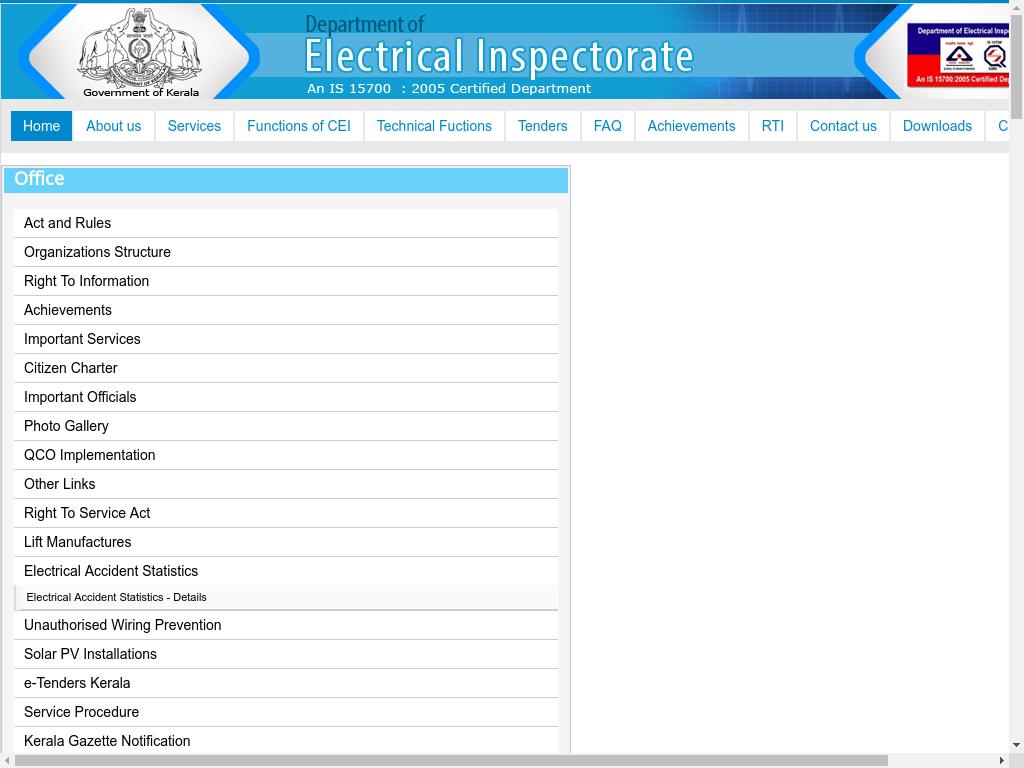 Department of
Electrical Inspectorate
An IS 15700 : 2005 Certified Department
Government of Kerala
Department of Electrical Inspe
IS 15700
An IS 15700:2005 Certified Dep
Home About us Services Functions of CEI Technical Fuctions Tenders FAQ Achievements RTI Contact us Downloads C
Office
Act and Rules
Organizations Structure
Right To Information
Achievements
Important Services
Citizen Charter
Important Officials
Photo Gallery
QCO Implementation
Other Links
Right To Service Act
Lift Manufactures
Electrical Accident Statistics
Electrical Accident Statistics - Details
Unauthorised Wiring Prevention
Solar PV Installations
e-Tenders Kerala
Service Procedure
Kerala Gazette Notification